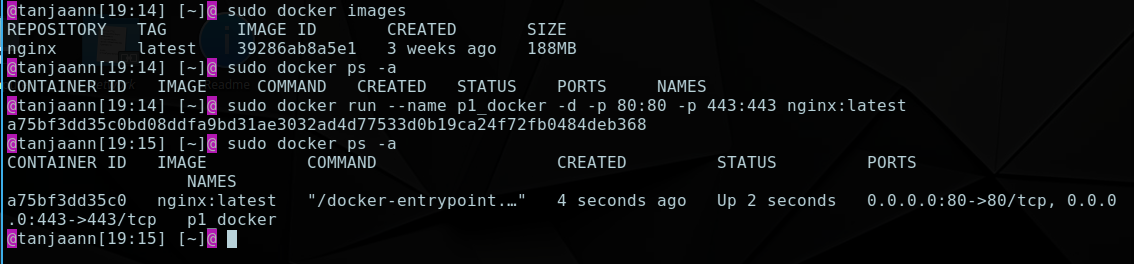 @tanjaann[19:14] [~]@ sudo docker images
REPOSITORY   TAG       IMAGE ID       CREATED       SIZE
nginx        latest    39286ab8a5e1   3 weeks ago   188MB
@tanjaann[19:14] [~]@ sudo docker ps -a
CONTAINER ID   IMAGE     COMMAND   CREATED   STATUS    PORTS     NAMES
@tanjaann[19:14] [~]@ sudo docker run --name p1_docker -d -p 80:80 -p 443:443 nginx:latest
a75bf3dd35c0bd08ddfa9bd31ae3032ad4d77533d0b19ca24f72fb0484deb368
@tanjaann[19:15] [~]@ sudo docker ps -a
CONTAINER ID   IMAGE          COMMAND                  CREATED         STATUS         PORTS
                  NAMES
a75bf3dd35c0   nginx:latest   "/docker-entrypoint.…"   4 seconds ago   Up 2 seconds   0.0.0.0:80->80/tcp, 0.0.0
.0:443->443/tcp   p1_docker
@tanjaann[19:15] [~]@